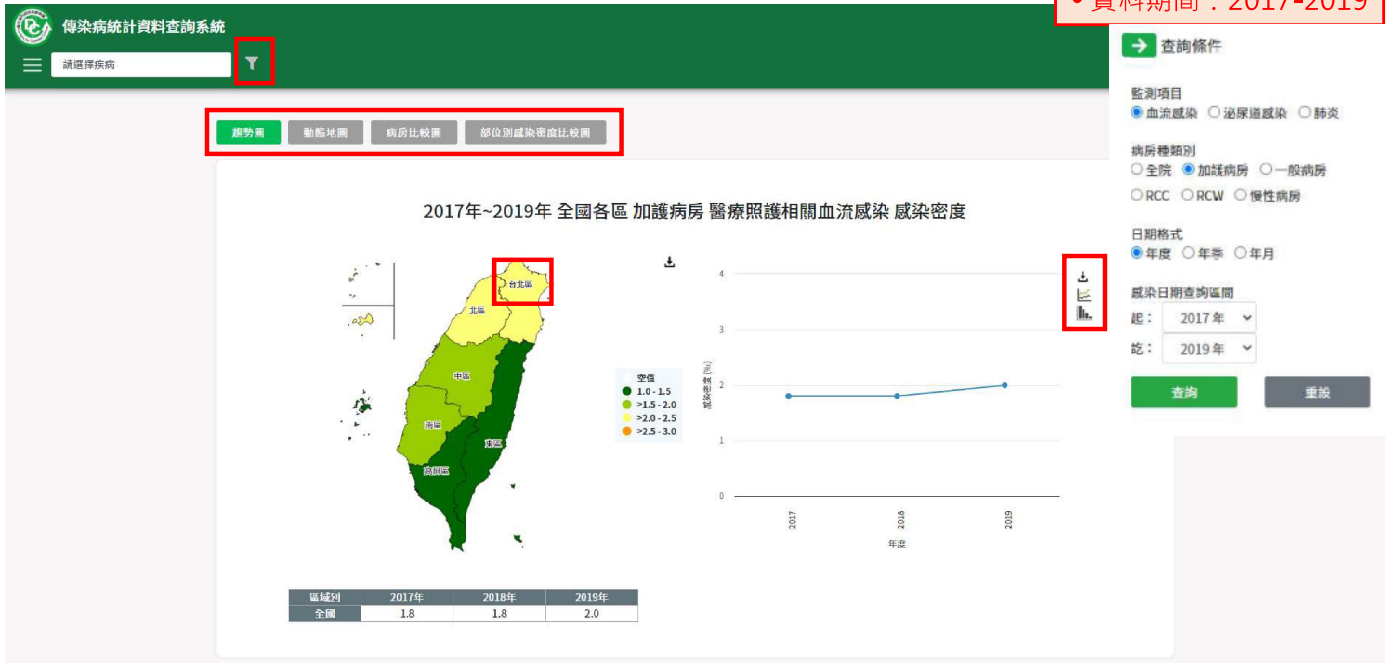 • 資料期間：2017-2019
傳染病統計資料查詢系統
請選擇疾病
趨勢圖 動態地圖 病房比較圖 部位別感染密度比較圖
2017年~2019年 全國各區 加護病房 醫療照護相關血流感染 感染密度
台北區
北區
中區
南區
東區
高屏區
空值
1.0 - 1.5
>1.5 - 2.0
>2.0 - 2.5
>2.5 - 3.0
感染密度 (‰)
4
3
2
1
0
2017 2018 2019
年度
區域別 2017年 2018年 2019年
全國 1.8 1.8 2.0
查詢條件
監測項目
血流感染 泌尿道感染 肺炎
病房種類別
全院 加護病房 一般病房
RCC RCW 慢性病房
日期格式
年度 年季 年月
感染日期查詢區間
起： 2017 年
訖： 2019 年
查詢 重設